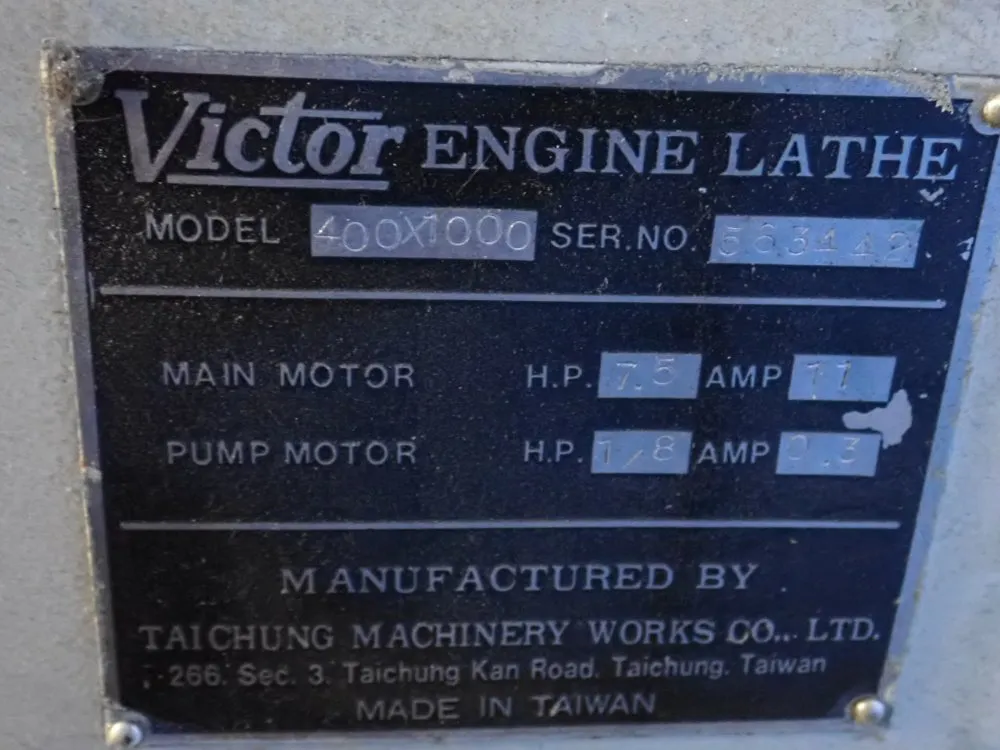 Victor ENGINE LATHE
MODEL 400X1000 SER.NO. 563442
MAIN MOTOR H.P. 7.5 AMP 11
PUMP MOTOR H.P. 1/8 AMP 0.3
MANUFACTURED BY
TAICHUNG MACHINERY WORKS CO., LTD.
266. Sec. 3. Taichung Kan Road. Taichung. Taiwan
MADE IN TAIWAN